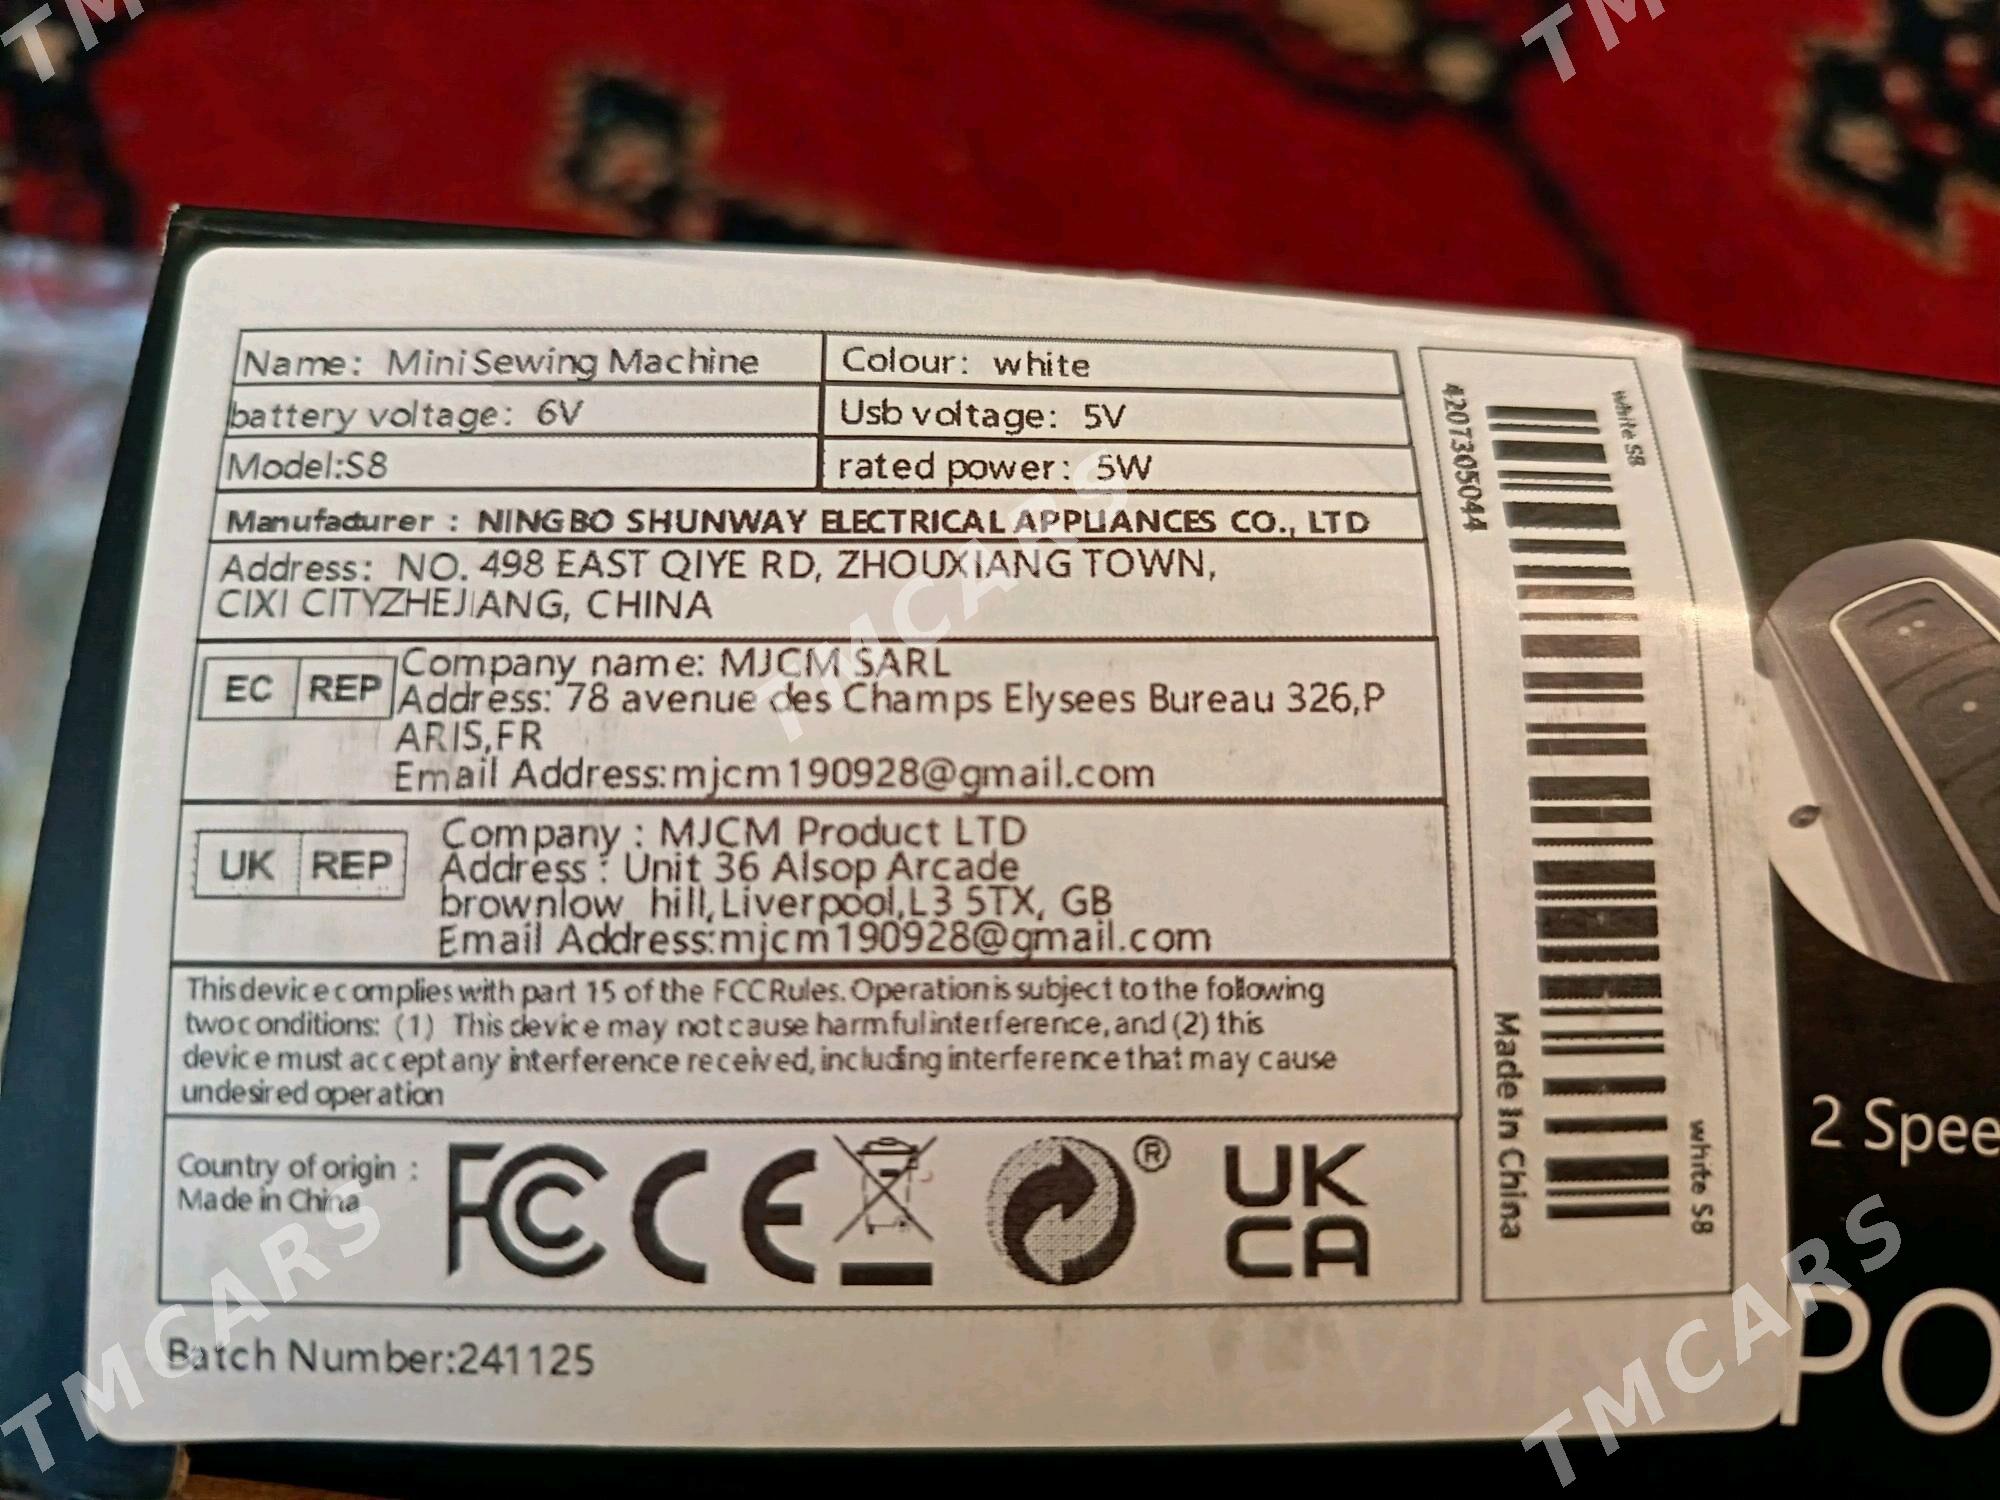 Name: Mini Sewing Machine
Colour: white
battery voltage: 6V
Usb voltage: 5V
Model:S8
rated power: 5W
Manufacturer : NINGBO SHUNWAY ELECTRICAL APPLIANCES CO., LTD
Address: NO. 498 EAST QIYE RD, ZHOUXIANG TOWN,
CIXI CITYZHEJIANG, CHINA
EC REP
Company name: MJCM SARL
Address: 78 avenue des Champs Elysees Bureau 326,P
ARIS,FR
Email Address:mjcm190928@gmail.com
UK REP
Company : MJCM Product LTD
Address : Unit 36 Alsop Arcade
brownlow hill,Liverpool,L3 5TX, GB
Email Address:mjcm190928@gmail.com
This device complies with part 15 of the FCC Rules. Operation is subject to the following
two conditions: (1) This device may not cause harmful interference, and (2) this
device must accept any interference received, including interference that may cause
undesired operation
Country of origin :
Made in China
FC CE
®
UK
CA
Batch Number:241125
4207305044
Made in China
white S8
white S8
2 Spee
PO
TMCARS
TMCARS
TMCARS
TMCARS
TMCARS